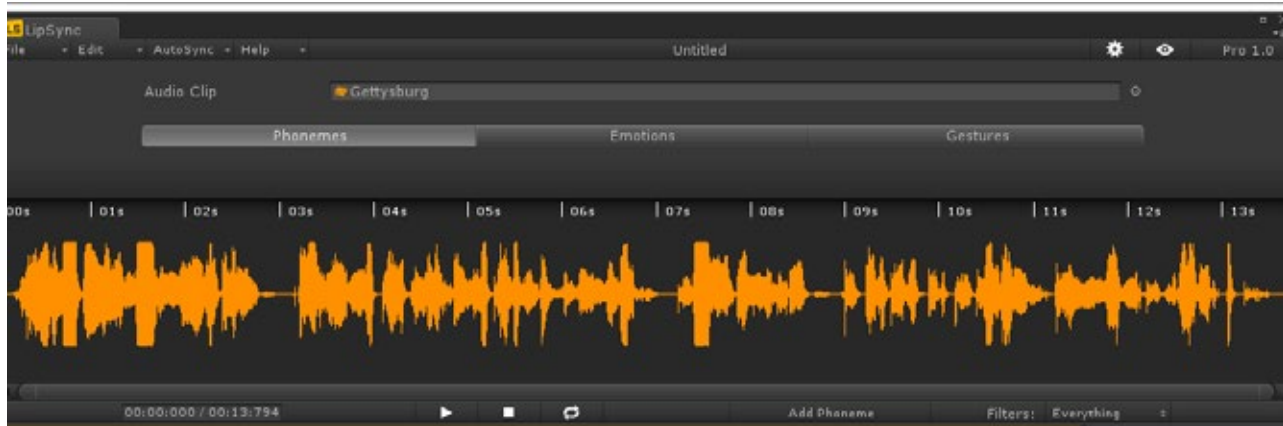 LS LipSync
File Edit AutoSync Help Untitled Pro 1.0
Audio Clip Gettysburg
Phonemes Emotions Gestures
00s 01s 02s 03s 04s 05s 06s 07s 08s 09s 10s 11s 12s 13s
00:00:000 / 00:13:794 Add Phoneme Filters: Everything